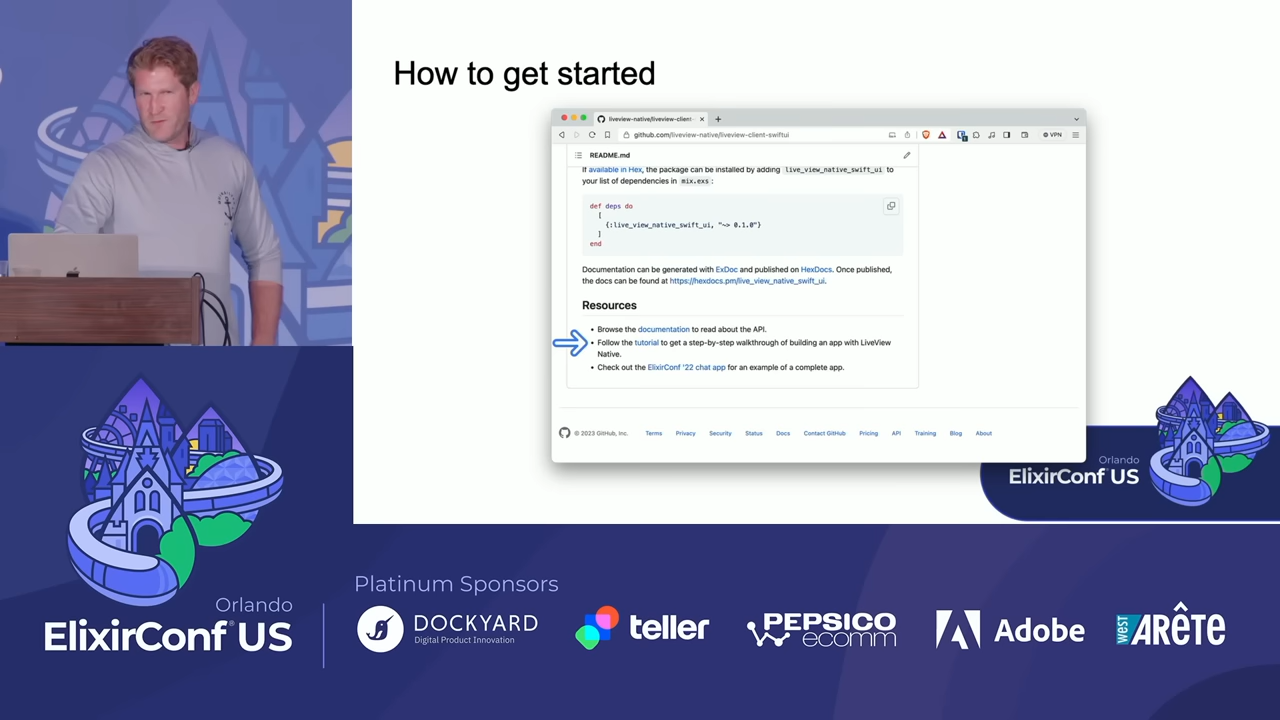 How to get started
liveview-native/liveview-client-
github.com/liveview-native/liveview-client-swiftui
VPN
README.md
If available in Hex, the package can be installed by adding live_view_native_swift_ui to
your list of dependencies in mix.exs :
def deps do
[
{:live_view_native_swift_ui, "~> 0.1.0"}
]
end
Documentation can be generated with ExDoc and published on HexDocs. Once published,
the docs can be found at https://hexdocs.pm/live_view_native_swift_ui.
Resources
• Browse the documentation to read about the API.
• Follow the tutorial to get a step-by-step walkthrough of building an app with LiveView
Native.
• Check out the ElixirConf '22 chat app for an example of a complete app.
© 2023 GitHub, Inc. Terms Privacy Security Status Docs Contact GitHub Pricing API Training Blog About
Orlando
ElixirConf US
Orlando
ElixirConf® US
Platinum Sponsors
DOCKYARD
Digital Product Innovation
teller
PEPSICO
ecomm
Adobe
west ARÊTE